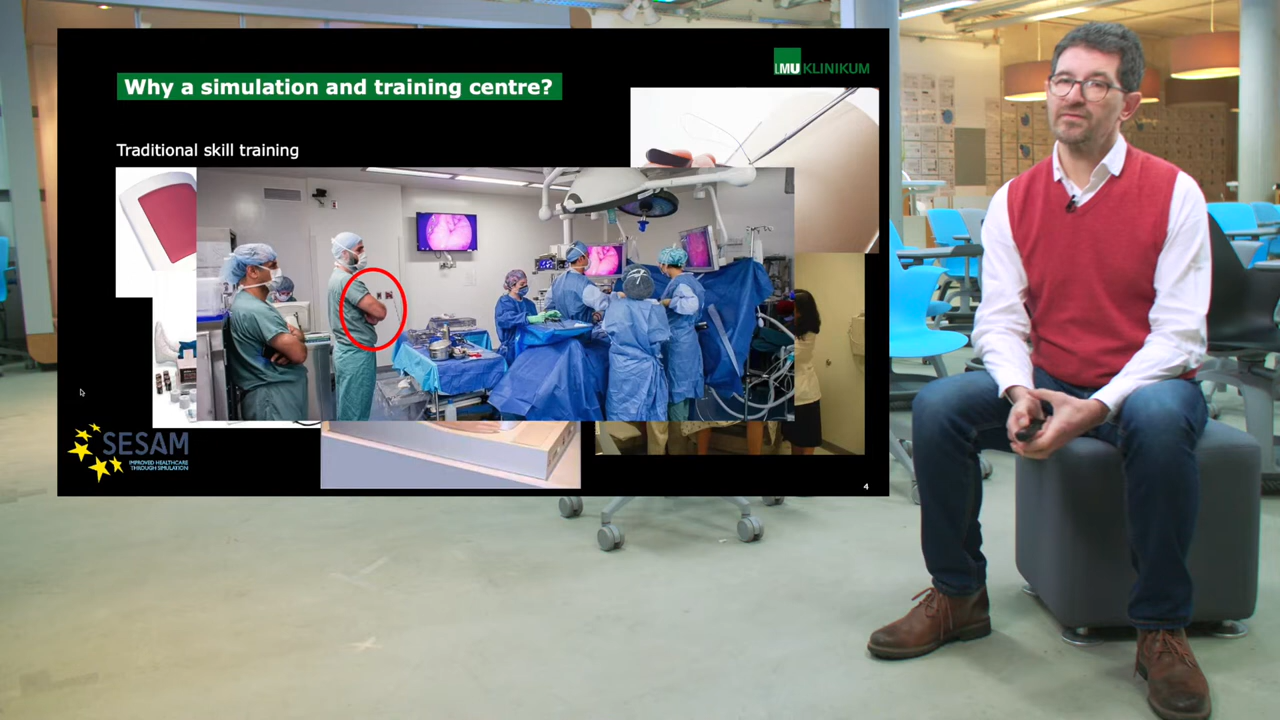 LMU KLINIKUM
Why a simulation and training centre?
Traditional skill training
SESAM
IMPROVED HEALTHCARE
THROUGH SIMULATION
4